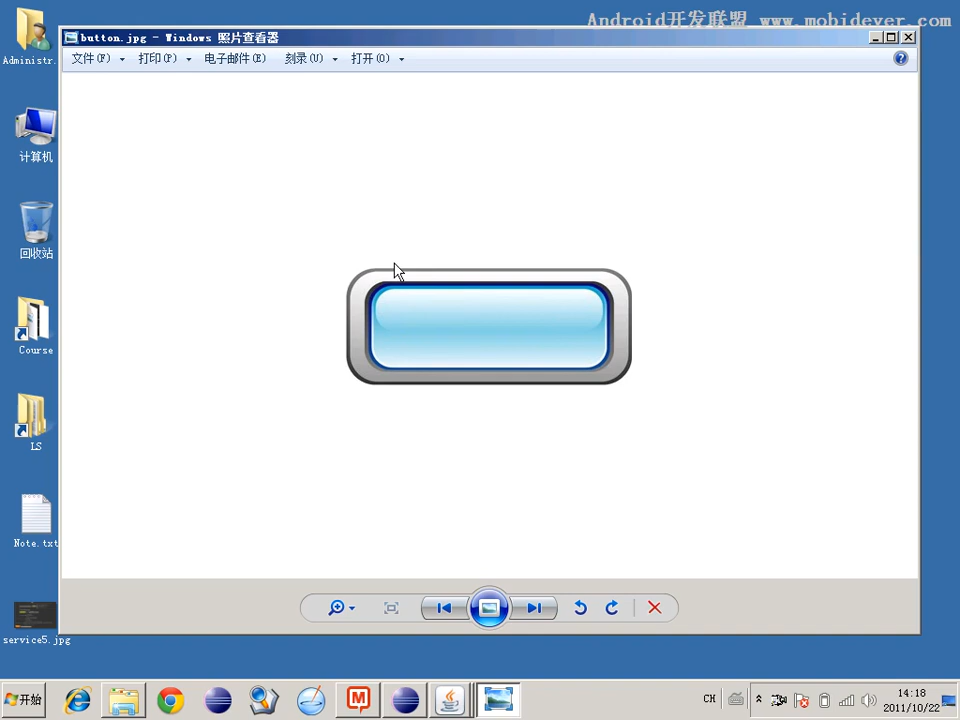 Android开发联盟 www.mobidever.com
button.jpg - Windows 照片查看器
文件(F) 打印(P) 电子邮件(E) 刻录(U) 打开(O)
Administr.
计算机
回收站
Course
LS
Note.txt
service5.jpg
开始
CH
14:18
2011/10/22